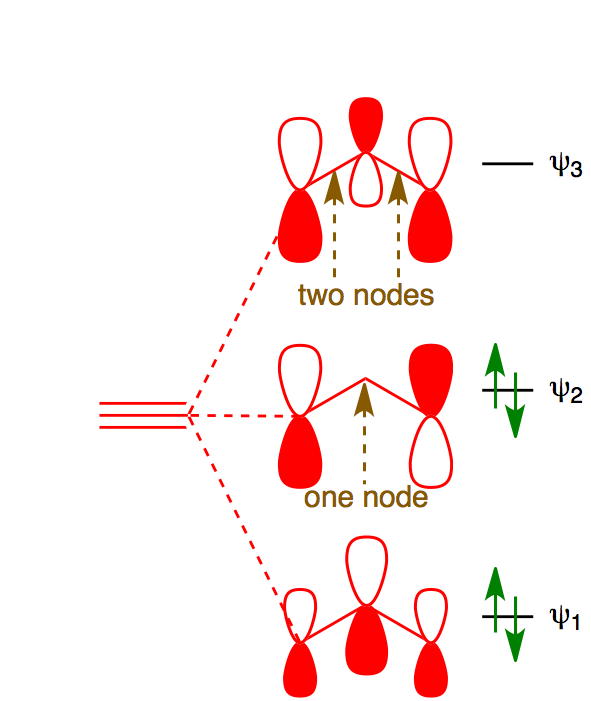 ψ3
two nodes
ψ2
one node
ψ1